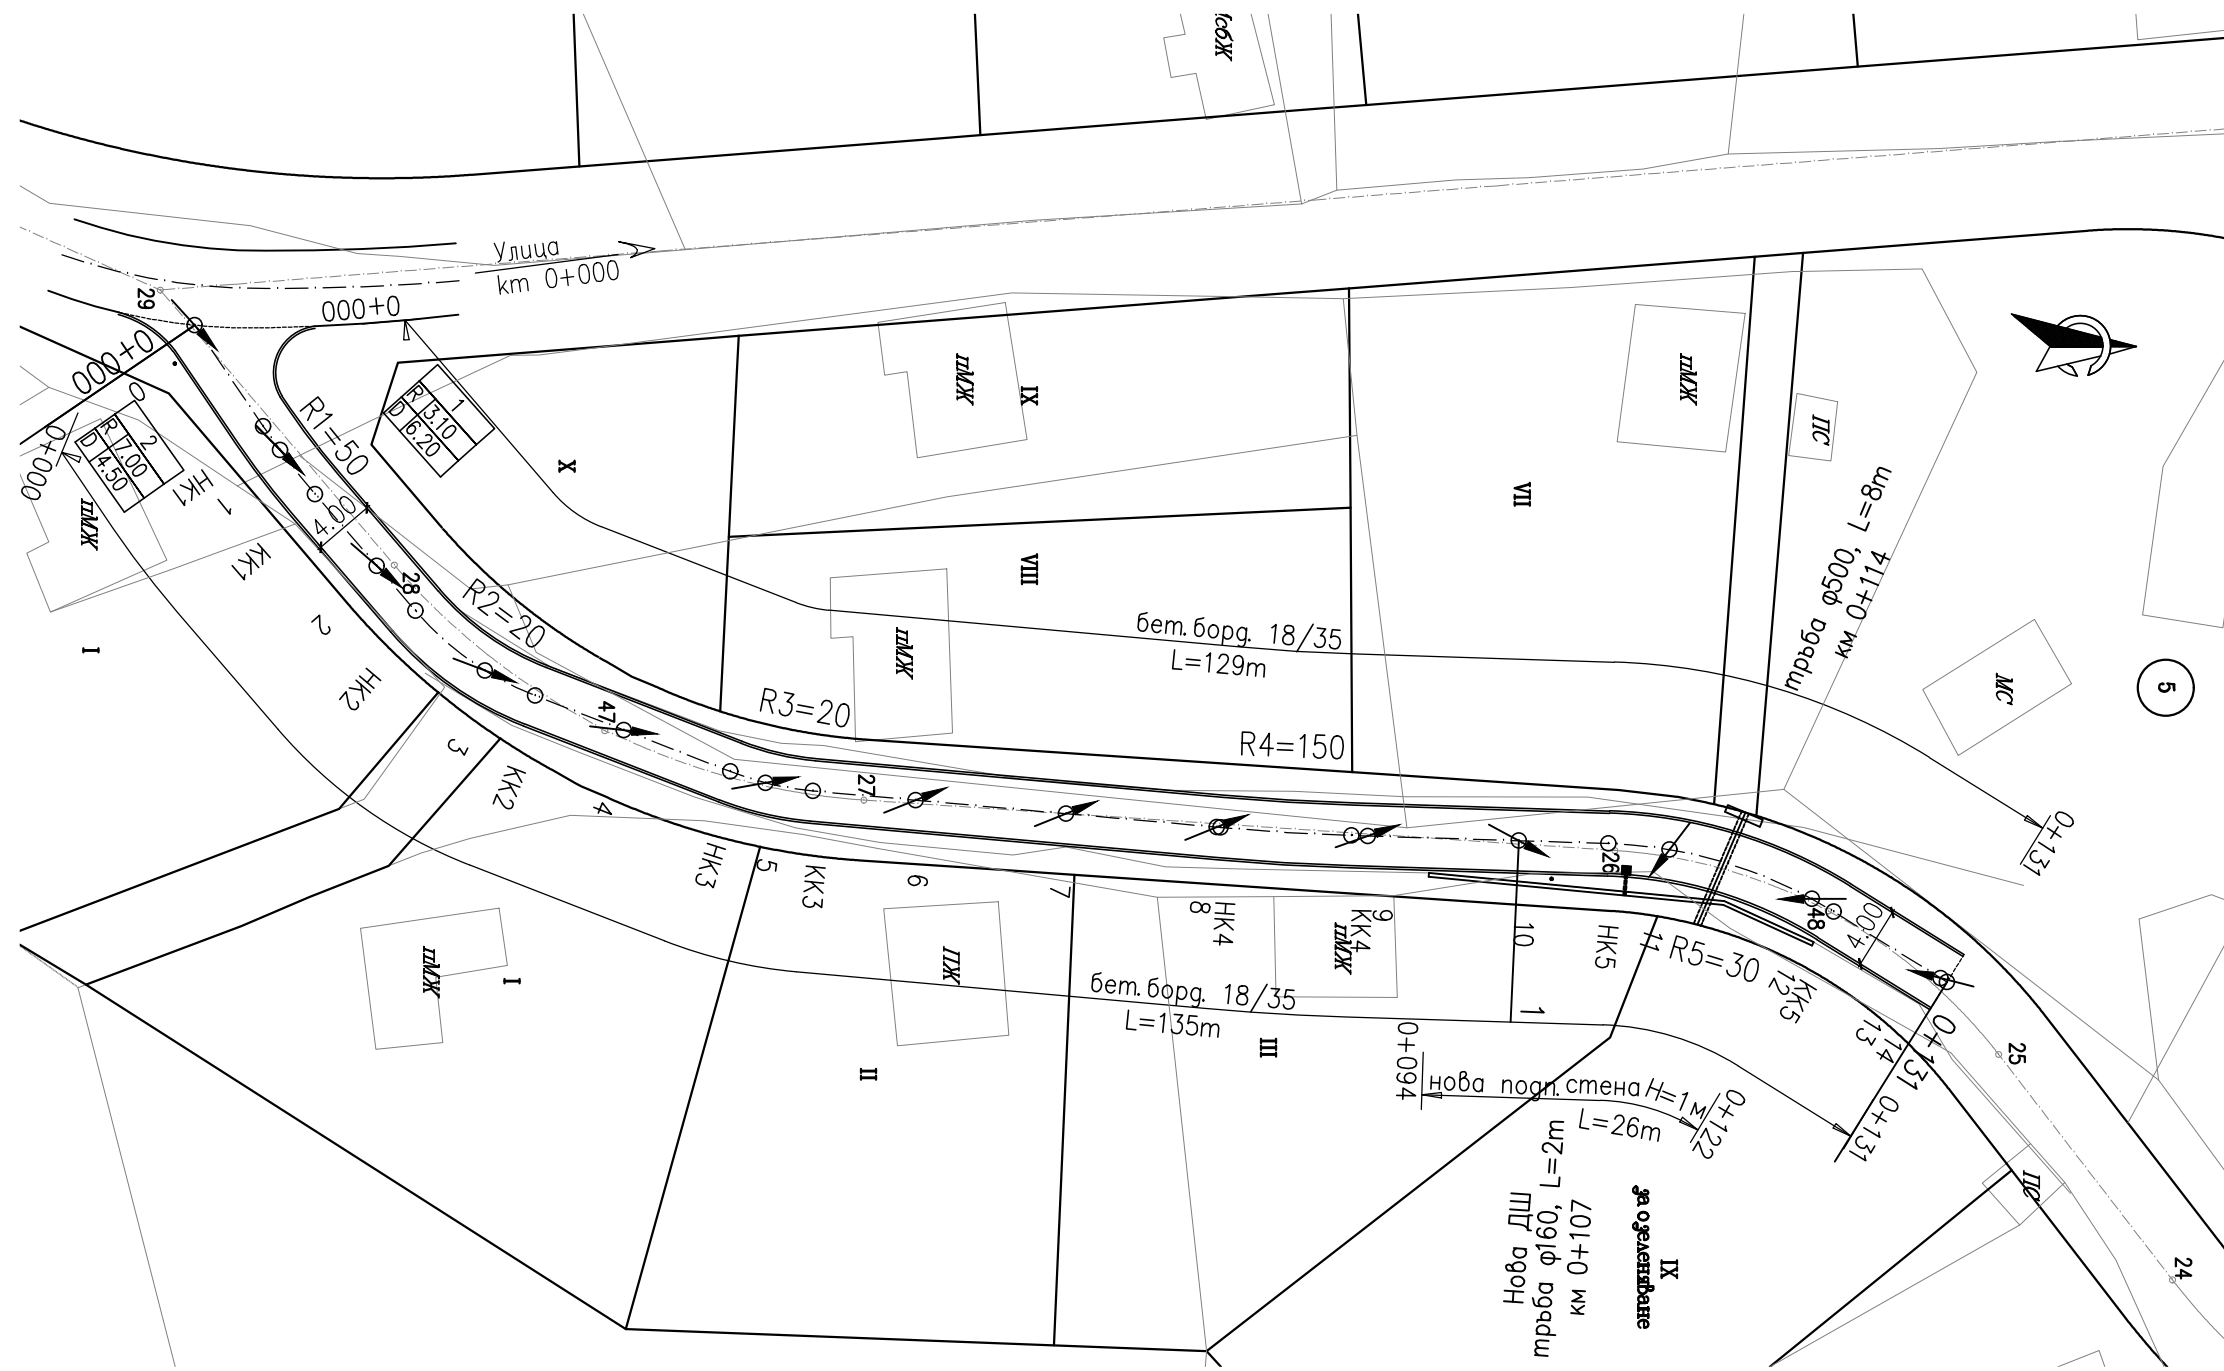 сбЖ
Улица
km 0+000
29
0+000
0+000
0
2
R 7.00
D 4.50
0+000
пМЖ
НК1
1
R1=50
1
R 3.10
D 6.20
4.00
КК1
28
2
R2=20
НК2
I
X
пМЖ
IX
пМЖ
ПС
VII
VIII
пМЖ
бет.борд. 18/35
L=129m
тръба φ500, L=8m
км 0+114
МС
5
R3=20
R4=150
47
27
26
48
3
КК2
4
НК3
5
КК3
6
7
8
НК4
9
КК4
пМЖ
10
НК5
11
R5=30
12
КК5
4.00
13
14
0+131
0+131
0+131
25
24
пМЖ
I
ПЖ
II
бет.борд. 18/35
L=135m
III
1
0+094
нова подп.стена H=1м
L=26m
0+122
Нова ДШ
тръба φ160, L=2m
км 0+107
IX
за озеленяване
ПС